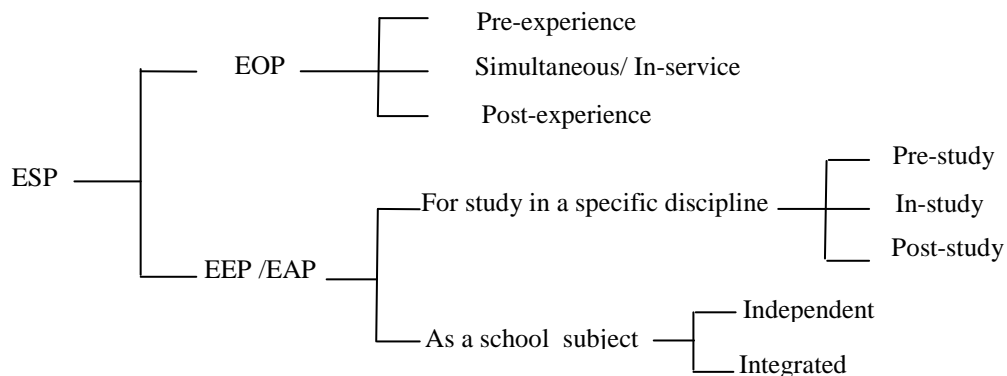 Pre-experience
EOP
Simultaneous/ In-service
Post-experience
ESP
Pre-study
For study in a specific discipline
In-study
Post-study
EEP /EAP
Independent
As a school subject
Integrated